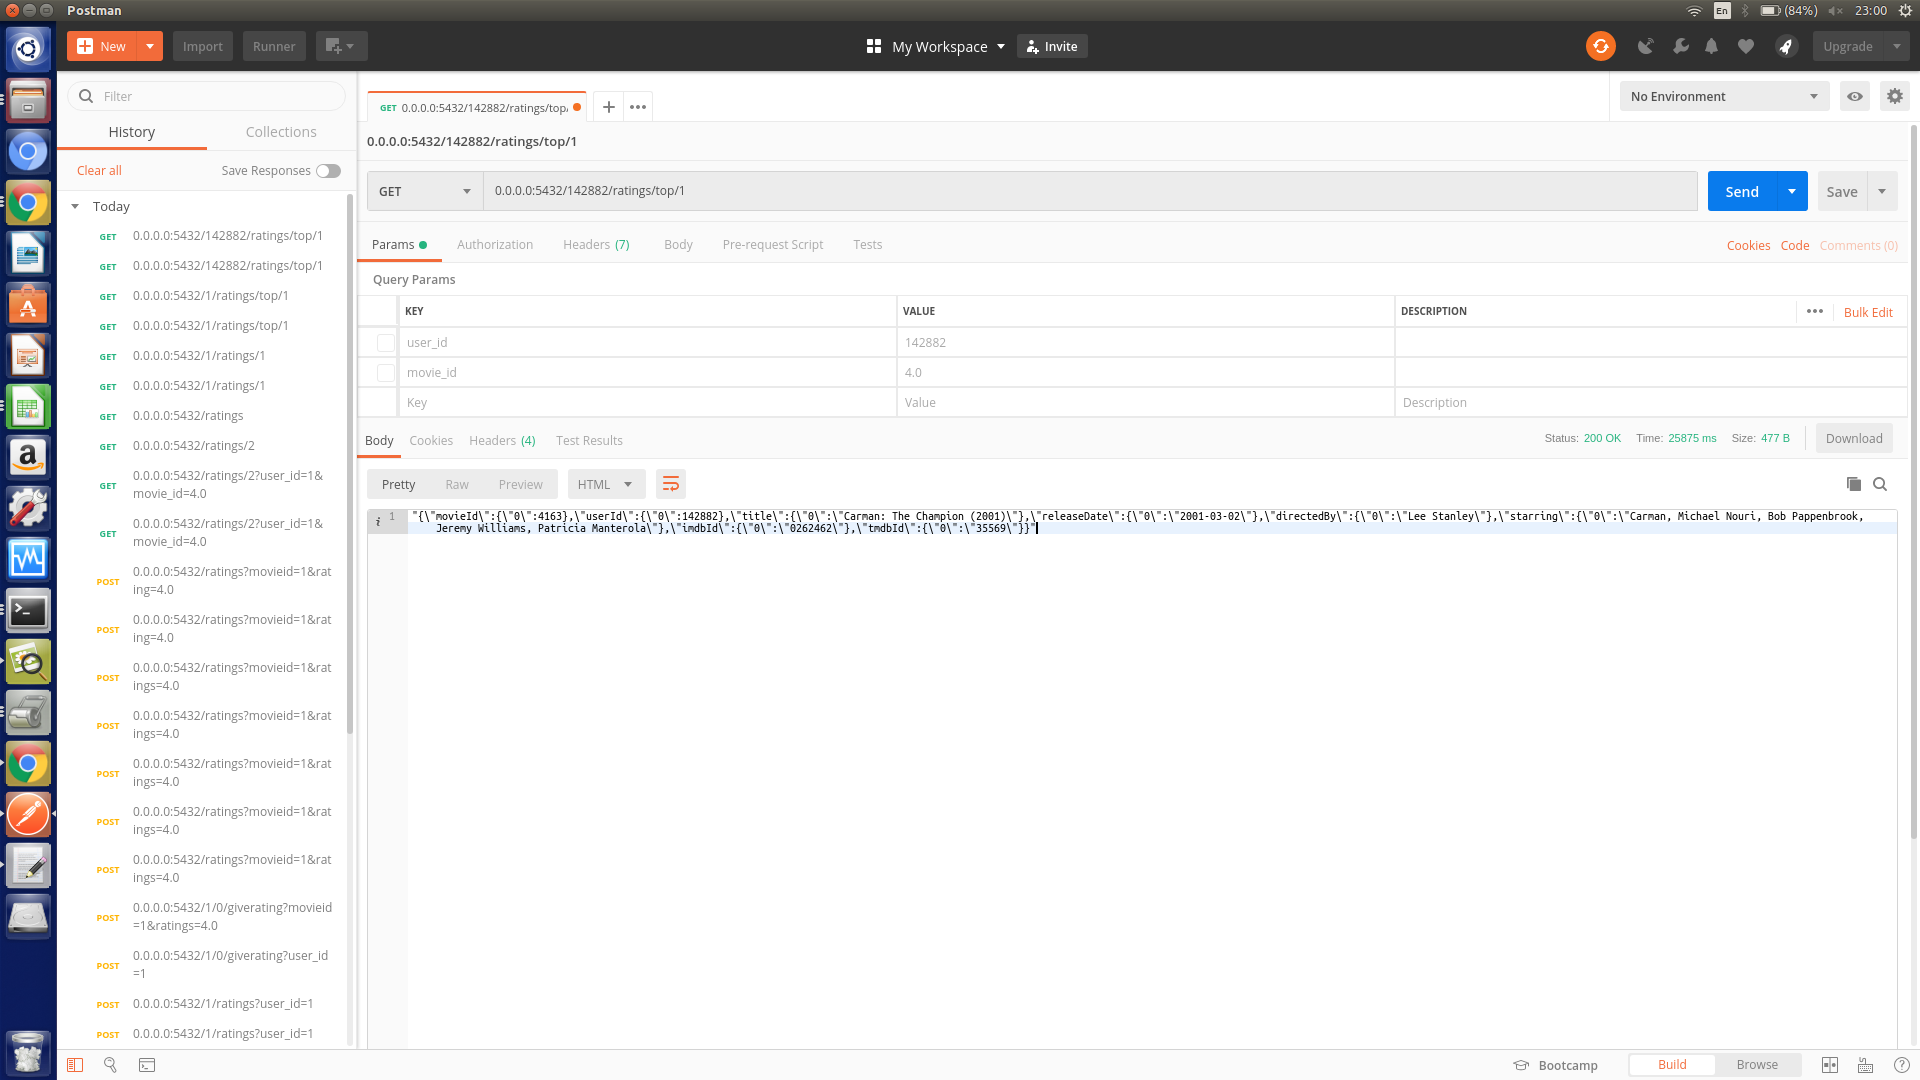 Postman
En
(84%)
23:00
New
Import
Runner
My Workspace
Invite
Upgrade
Filter
History
Collections
Clear all
Save Responses
Today
GET 0.0.0.0:5432/142882/ratings/top/1
GET 0.0.0.0:5432/142882/ratings/top/1
GET 0.0.0.0:5432/1/ratings/top/1
GET 0.0.0.0:5432/1/ratings/top/1
GET 0.0.0.0:5432/1/ratings/1
GET 0.0.0.0:5432/1/ratings/1
GET 0.0.0.0:5432/ratings
GET 0.0.0.0:5432/ratings/2
GET 0.0.0.0:5432/ratings/2?user_id=1&
movie_id=4.0
GET 0.0.0.0:5432/ratings/2?user_id=1&
movie_id=4.0
POST 0.0.0.0:5432/ratings?movieid=1&rat
ing=4.0
POST 0.0.0.0:5432/ratings?movieid=1&rat
ing=4.0
POST 0.0.0.0:5432/ratings?movieid=1&rat
ings=4.0
POST 0.0.0.0:5432/ratings?movieid=1&rat
ings=4.0
POST 0.0.0.0:5432/ratings?movieid=1&rat
ings=4.0
POST 0.0.0.0:5432/ratings?movieid=1&rat
ings=4.0
POST 0.0.0.0:5432/ratings?movieid=1&rat
ings=4.0
POST 0.0.0.0:5432/1/0/giverating?movieid
=1&ratings=4.0
POST 0.0.0.0:5432/1/0/giverating?user_id
=1
POST 0.0.0.0:5432/1/ratings?user_id=1
POST 0.0.0.0:5432/1/ratings?user_id=1
GET 0.0.0.0:5432/142882/ratings/top/
No Environment
0.0.0.0:5432/142882/ratings/top/1
GET 0.0.0.0:5432/142882/ratings/top/1
Send
Save
Params
Authorization
Headers (7)
Body
Pre-request Script
Tests
Cookies
Code
Comments (0)
Query Params
KEY VALUE DESCRIPTION
Bulk Edit
user_id 142882
movie_id 4.0
Key Value Description
Body
Cookies
Headers (4)
Test Results
Status: 200 OK
Time: 25875 ms
Size: 477 B
Download
Pretty
Raw
Preview
HTML
i 1 "{\"movieId\":{\"0\":4163},\"userId\":{\"0\":142882},\"title\":{\"0\":\"Carman: The Champion (2001)\"},\"releaseDate\":{\"0\":\"2001-03-02\"},\"directedBy\":{\"0\":\"Lee Stanley\"},\"starring\":{\"0\":\"Carman, Michael Nouri, Bob Pappenbrook,
Jeremy Williams, Patricia Manterola\"},\"imdbId\":{\"0\":\"0262462\"},\"tmdbId\":{\"0\":\"35569\"}}"
Bootcamp
Build
Browse